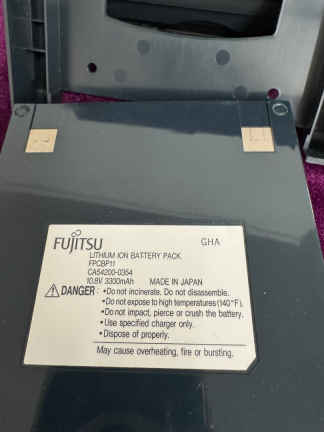 FUJITSU
GHA
LITHIUM ION BATTERY PACK
FPCBP11
CA54200-0354
10.8V 3300mAh MADE IN JAPAN
DANGER: •Do not incinerate. Do not disassemble.
•Do not expose to high temperatures (140°F).
•Do not impact, pierce or crush the battery.
•Use specified charger only.
•Dispose of properly.
May cause overheating, fire or bursting.